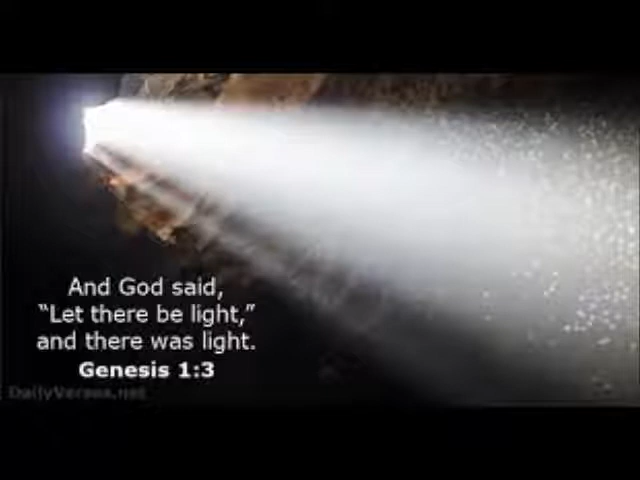 And God said,
“Let there be light,”
and there was light.
Genesis 1:3
DailyVerses.net